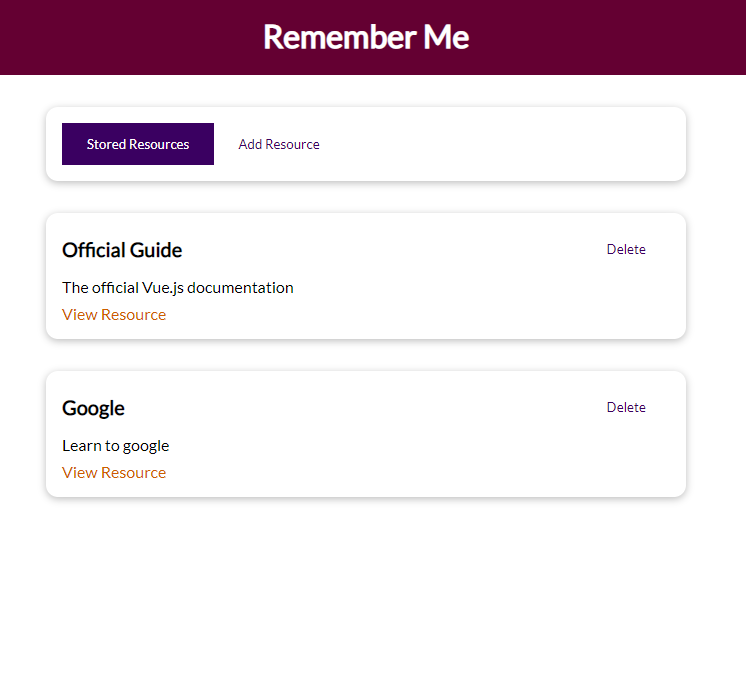 Remember Me
Stored Resources Add Resource
Official Guide Delete
The official Vue.js documentation
View Resource
Google Delete
Learn to google
View Resource